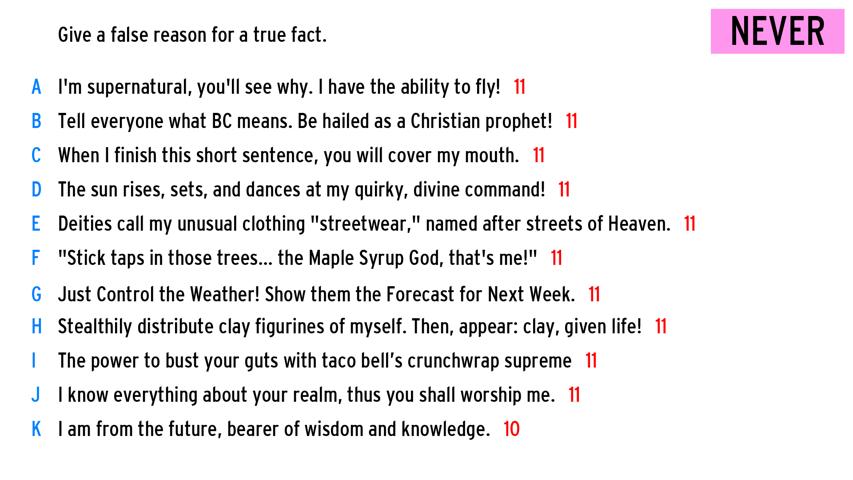 Give a false reason for a true fact.
NEVER
A I'm supernatural, you'll see why. I have the ability to fly! 11
B Tell everyone what BC means. Be hailed as a Christian prophet! 11
C When I finish this short sentence, you will cover my mouth. 11
D The sun rises, sets, and dances at my quirky, divine command! 11
E Deities call my unusual clothing "streetwear," named after streets of Heaven. 11
F "Stick taps in those trees... the Maple Syrup God, that's me!" 11
G Just Control the Weather! Show them the Forecast for Next Week. 11
H Stealthily distribute clay figurines of myself. Then, appear: clay, given life! 11
I The power to bust your guts with taco bell’s crunchwrap supreme 11
J I know everything about your realm, thus you shall worship me. 11
K I am from the future, bearer of wisdom and knowledge. 10